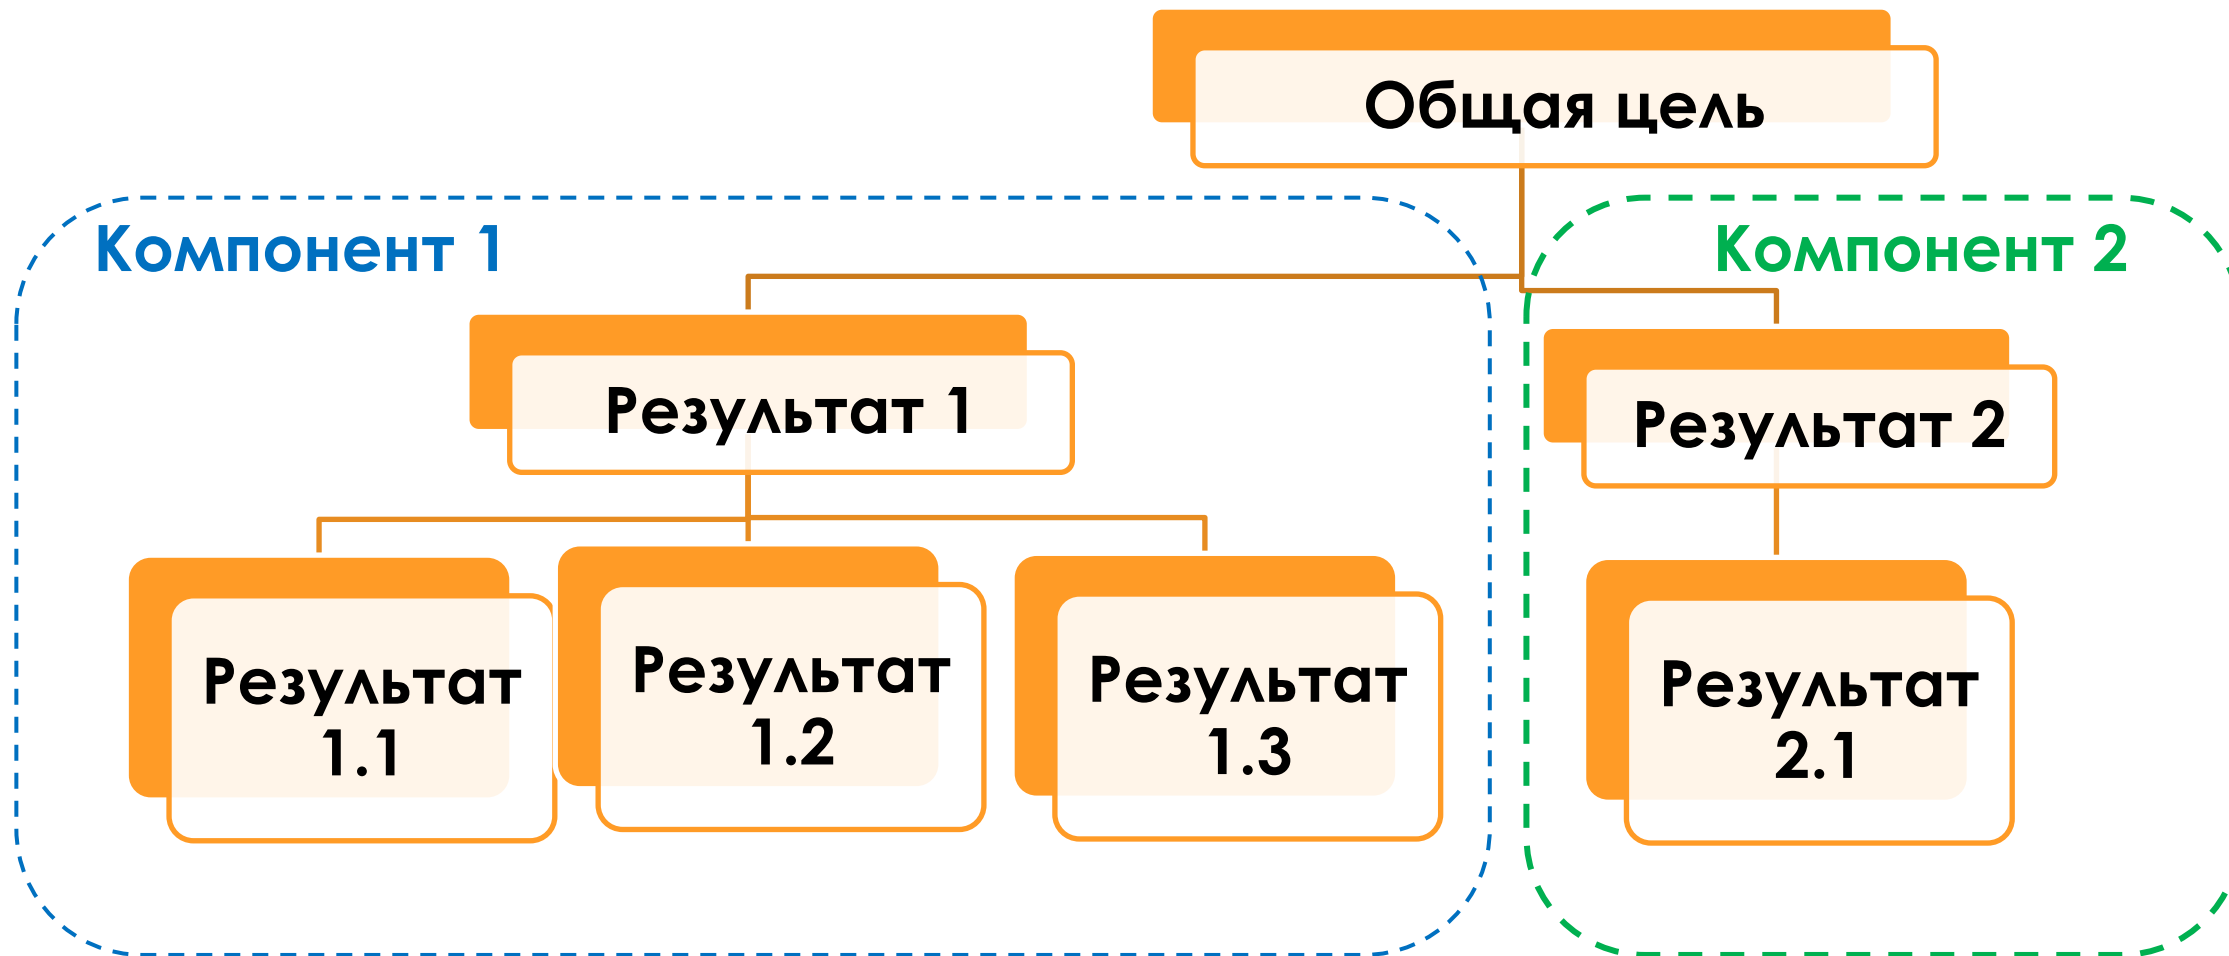 Общая цель
Компонент 1
Компонент 2
Результат 1
Результат 2
Результат
1.1
Результат
1.2
Результат
1.3
Результат
2.1